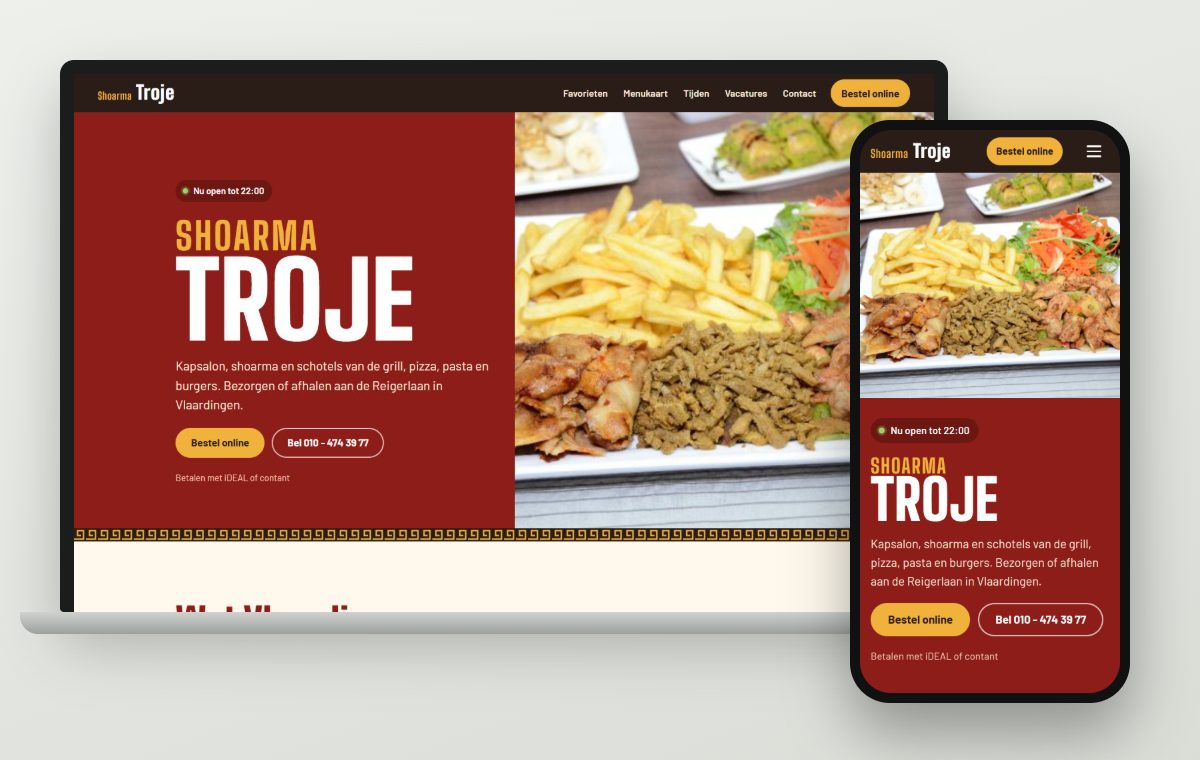 Shoarma Troje
Favorieten Menukaart Tijden Vacatures Contact Bestel online
Nu open tot 22:00
SHOARMA
TROJE
Kapsalon, shoarma en schotels van de grill, pizza, pasta en
burgers. Bezorgen of afhalen aan de Reigerlaan in
Vlaardingen.
Bestel online Bel 010 - 474 39 77
Betalen met iDEAL of contant
Shoarma Troje Bestel online
Nu open tot 22:00
SHOARMA
TROJE
Kapsalon, shoarma en schotels van de grill,
pizza, pasta en burgers. Bezorgen of afhalen
aan de Reigerlaan in Vlaardingen.
Bestel online Bel 010 - 474 39 77
Betalen met iDEAL of contant